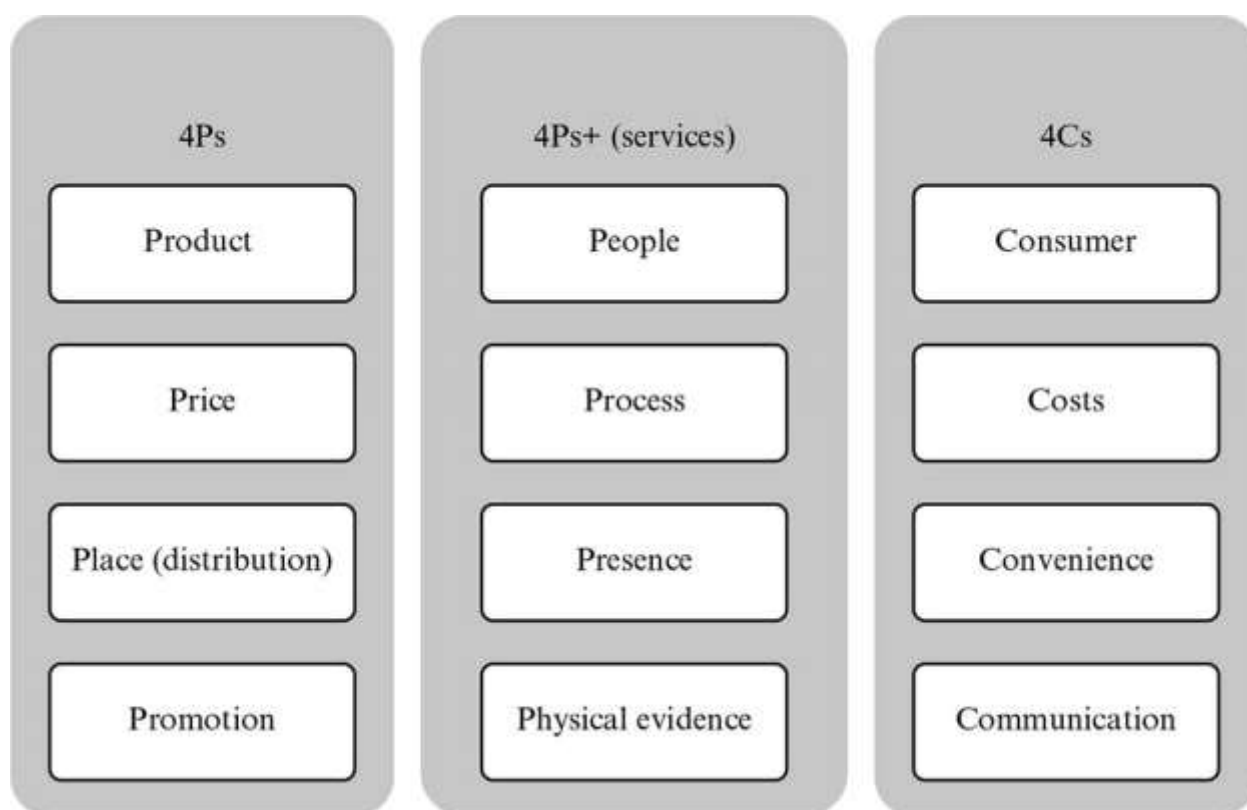 4Ps
Product
Price
Place (distribution)
Promotion
4Ps+ (services)
People
Process
Presence
Physical evidence
4Cs
Consumer
Costs
Convenience
Communication